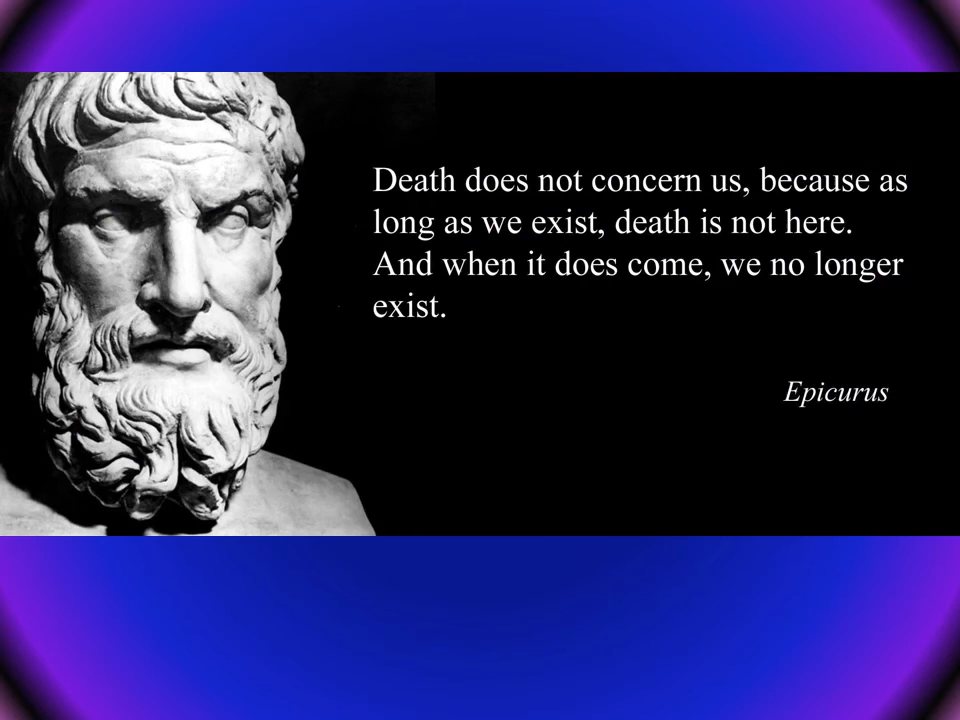 Death does not concern us, because as
long as we exist, death is not here.
And when it does come, we no longer
exist.
Epicurus